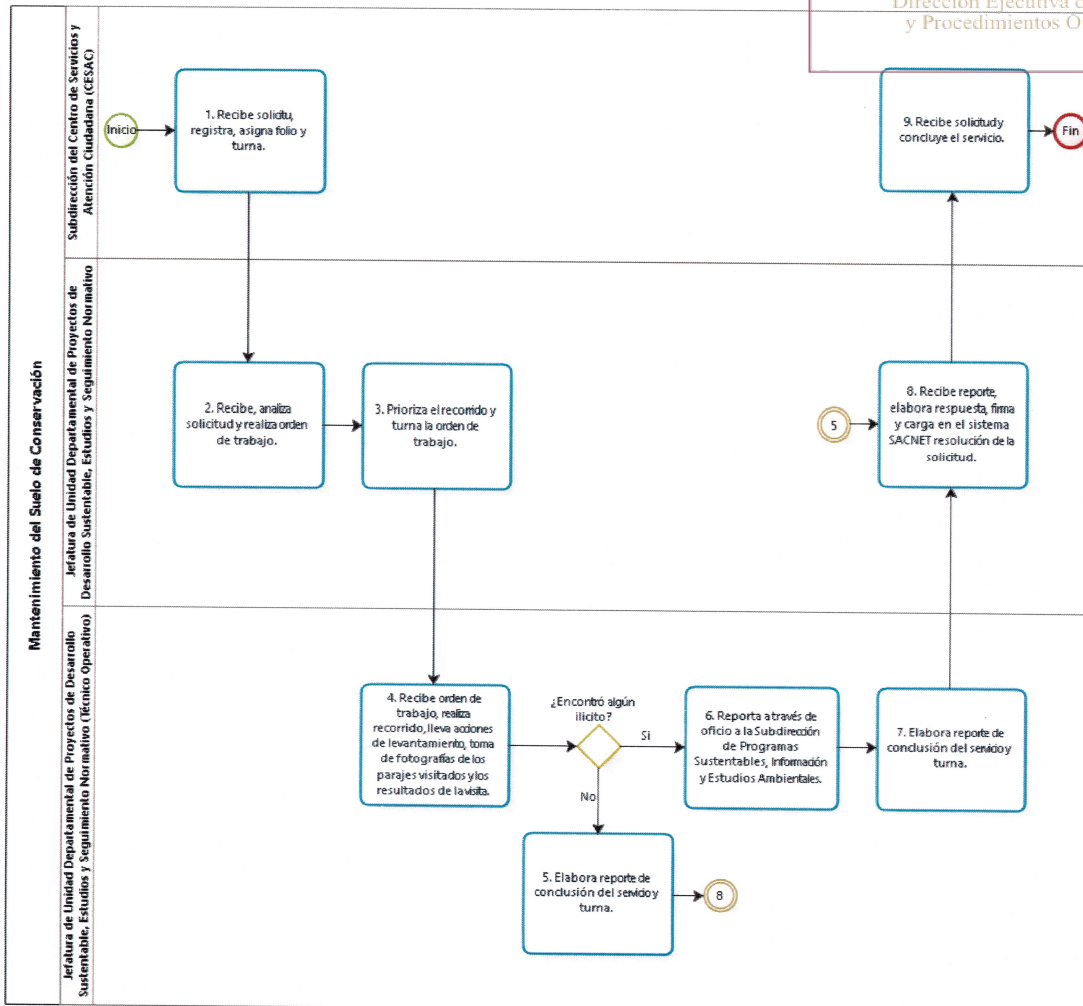 Dirección Ejecutiva d
y Procedimientos O
Mantenimiento del Suelo de Conservación
Subdirección del Centro de Servicios y
Atención Ciudadana (CESAC)
Inicio
1. Recibe solicitu,
registra, asigna folio y
turna.
9. Recibe solicitud y
concluye el servicio.
Fin
Jefatura de Unidad Departamental de Proyectos de
Desarrollo Sustentable, Estudios y Seguimiento Normativo
2. Recibe, analiza
solicitud y realiza orden
de trabajo.
3. Prioriza el recorrido y
turna la orden de
trabajo.
5
8. Recibe reporte,
elabora respuesta, firma
y carga en el sistema
SACNET resolución de la
solicitud.
Jefatura de Unidad Departamental de Proyectos de Desarrollo
Sustentable, Estudios y Seguimiento Normativo (Técnico Operativo)
4. Recibe orden de
trabajo, realiza
recorrido, lleva acciones
de levantamiento, toma
de fotografías de los
parajes visitados y los
resultados de la visita.
¿Encontró algún
ilicito?
Si
No
6. Reporta a través de
oficio a la Subdirección
de Programas
Sustentables, Información
y Estudios Ambientales.
7. Elabora reporte de
conclusión del servicio y
turna.
5. Elabora reporte de
conclusión del servicio y
turna.
8